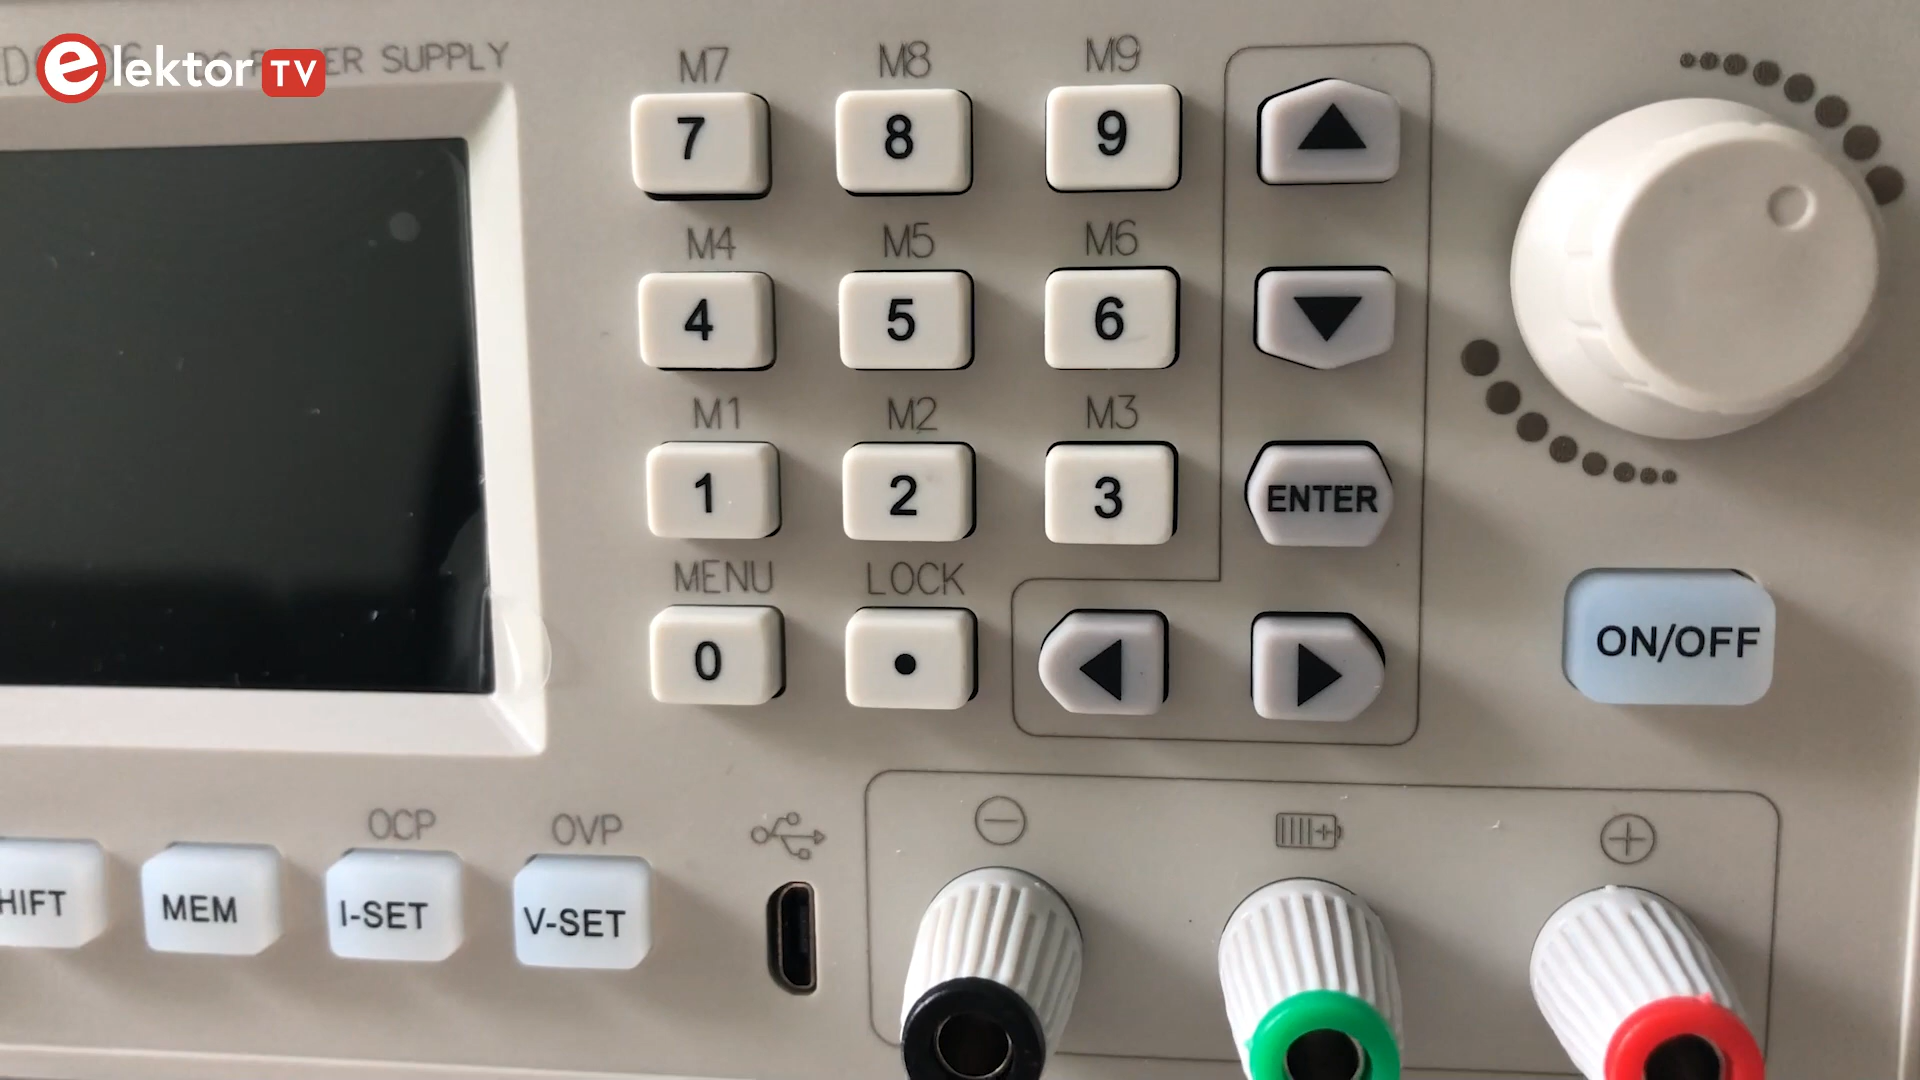 elektor TV
POWER SUPPLY
M7 M8 M9
7 8 9
M4 M5 M6
4 5 6
M1 M2 M3
1 2 3 ENTER
MENU LOCK
0 •
ON/OFF
OCP OVP
HIFT MEM I-SET V-SET